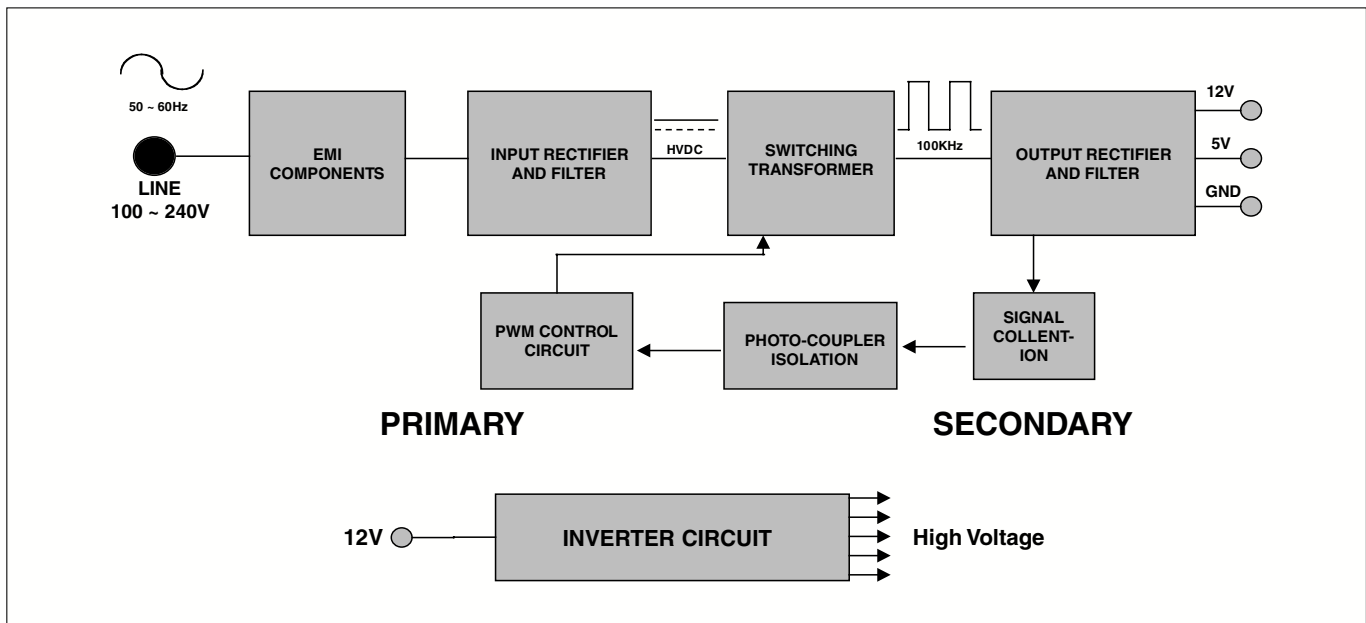 50 ~ 60Hz
LINE
100 ~ 240V
EMI
COMPONENTS
INPUT RECTIFIER
AND FILTER
HVDC
SWITCHING
TRANSFORMER
100KHz
OUTPUT RECTIFIER
AND FILTER
12V
5V
GND
PWM CONTROL
CIRCUIT
PHOTO-COUPLER
ISOLATION
SIGNAL
COLLENT-
ION
PRIMARY
SECONDARY
12V
INVERTER CIRCUIT
High Voltage